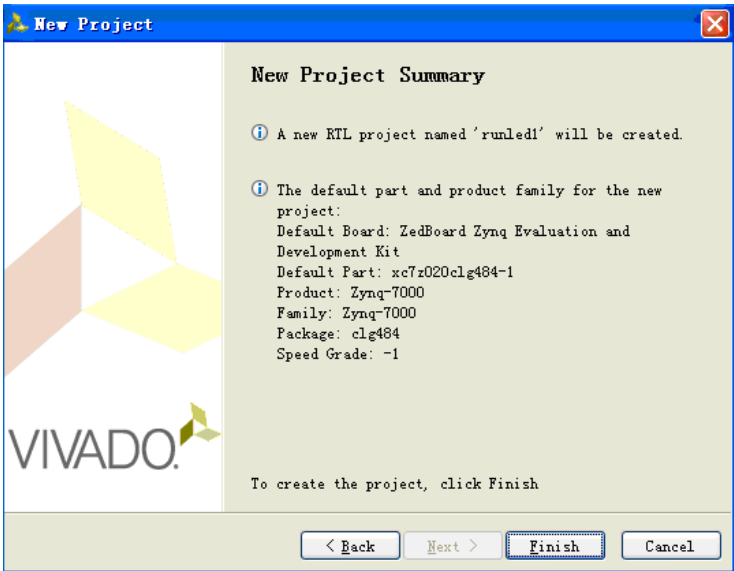 New Project
New Project Summary
A new RTL project named 'runled1' will be created.
The default part and product family for the new
project:
Default Board: ZedBoard Zynq Evaluation and
Development Kit
Default Part: xc7z020clg484-1
Product: Zynq-7000
Family: Zynq-7000
Package: clg484
Speed Grade: -1
VIVADO.
To create the project, click Finish
< Back
Next >
Finish
Cancel